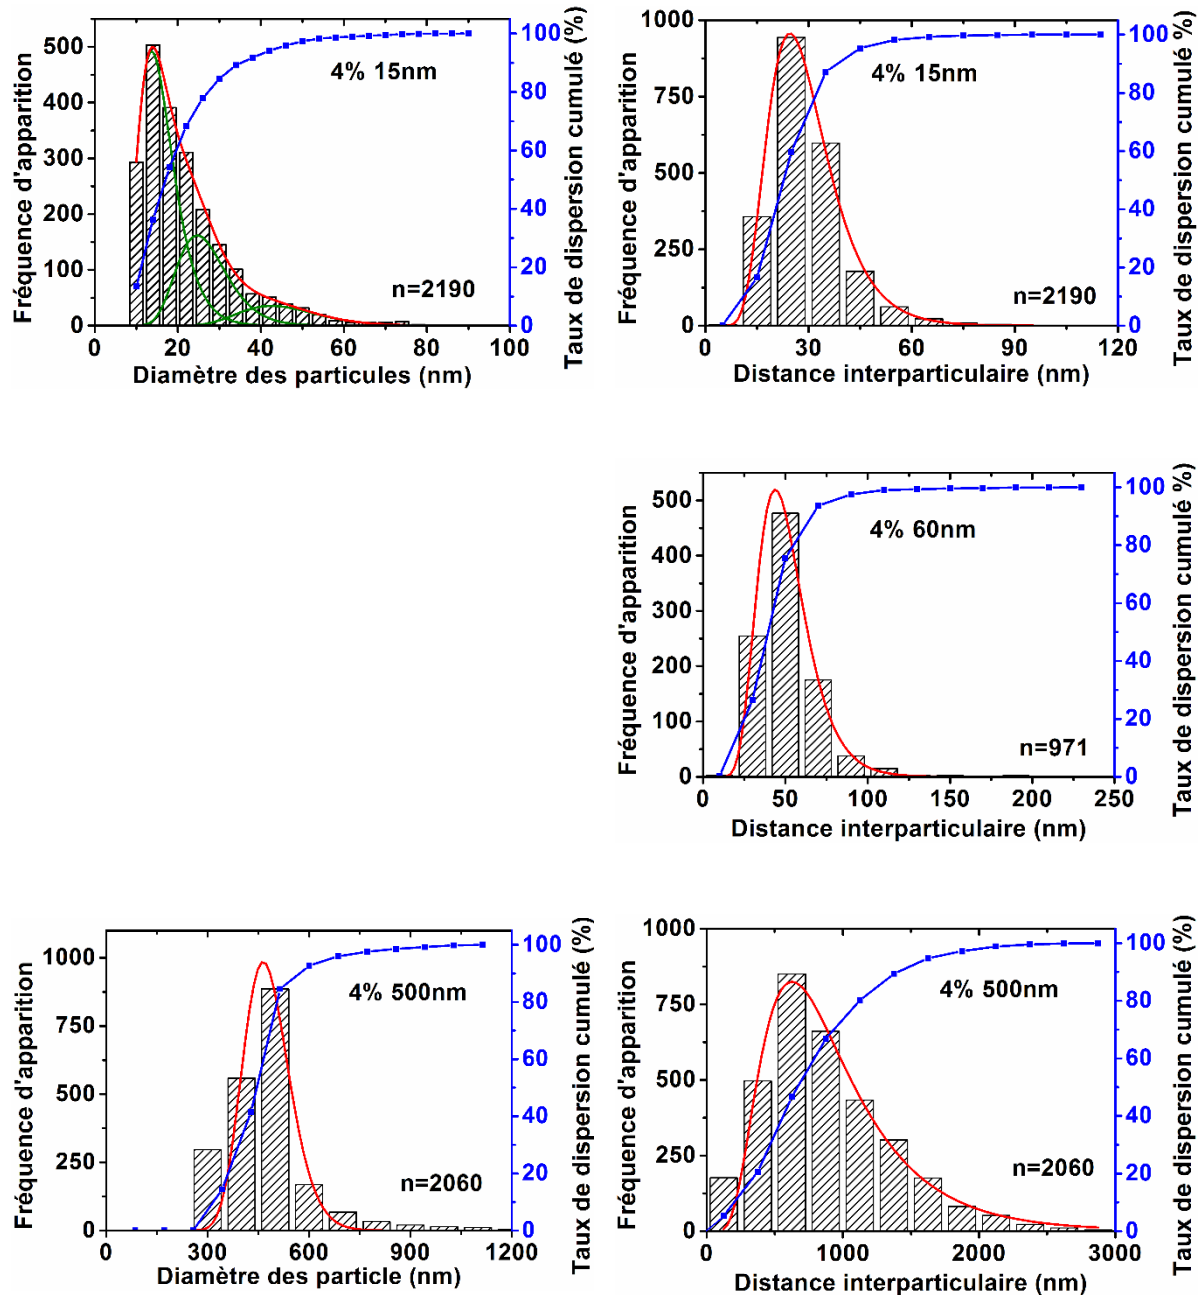 Fréquence d'apparition
500
400
300
200
100
0
0 20 40 60 80 100
Diamètre des particules (nm)
4% 15nm
n=2190
100
80
60
40
20
0
Taux de dispersion cumulé (%)
Fréquence d'apparition
1000
750
500
250
0
0 30 60 90 115
Distance interparticulaire (nm)
4% 15nm
n=2190
100
80
60
40
20
0
Taux de dispersion cumulé %)
Fréquence d'apparition
500
400
300
200
100
0
0 50 100 150 200 250
Distance interparticulaire (nm)
4% 60nm
n=971
100
80
60
40
20
0
Taux de dispersion cumulé %)
Fréquence d'apparition
1000
750
500
250
0
300 600 900 1200
Diamètre des particle (nm)
4% 500nm
n=2060
100
80
60
40
20
0
Taux de dispersion cumulé (%)
Fréquence d'apparition
1000
750
500
250
0
0 1000 2000 3000
Distance interparticulaire (nm)
4% 500nm
n=2060
100
80
60
40
20
0
Taux de dispersion cumulé (%)